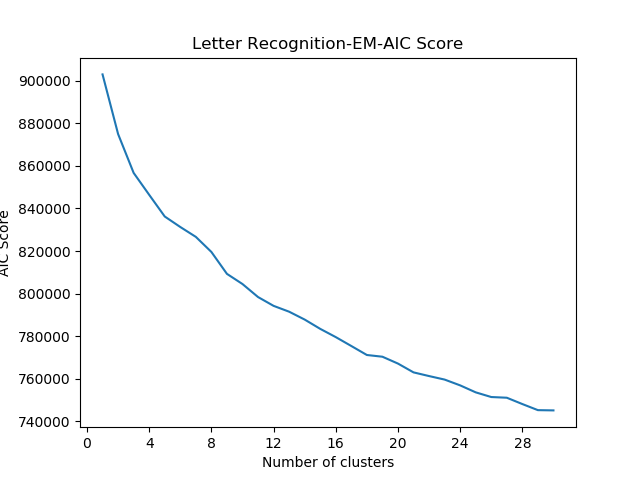 Letter Recognition-EM-AIC Score
900000
880000
860000
840000
820000
800000
780000
760000
740000
AIC Score
0 4 8 12 16 20 24 28
Number of clusters